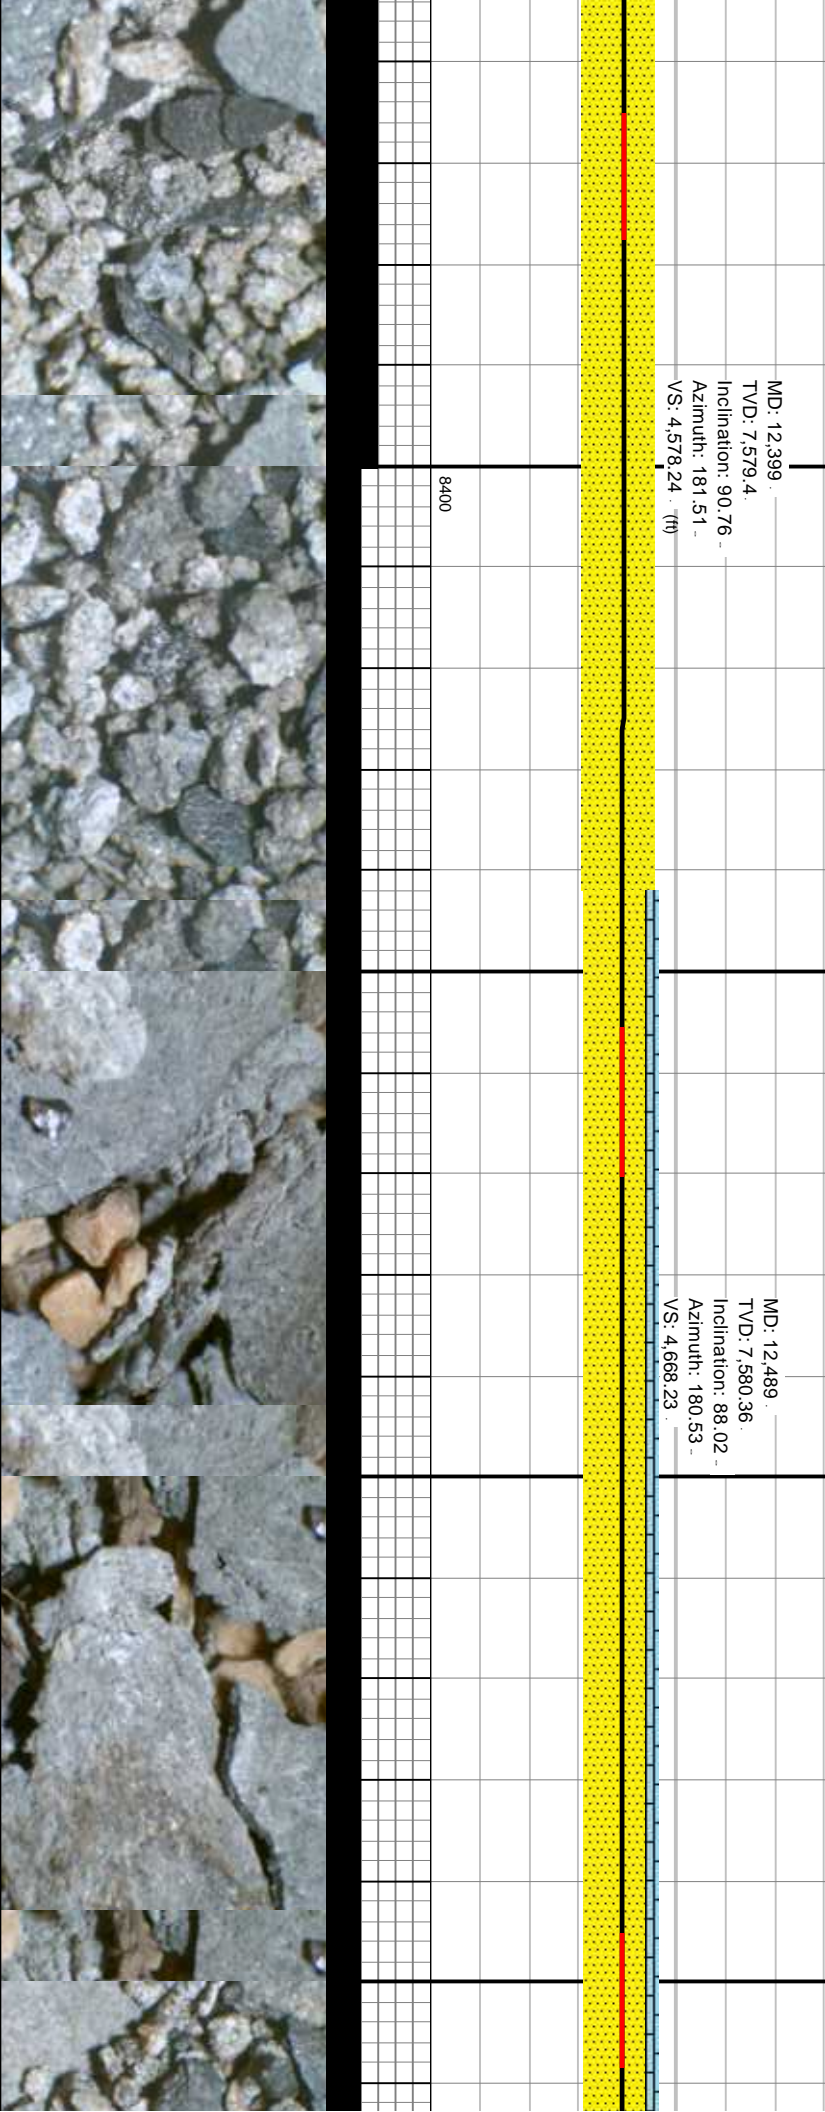 MD: 12,399
TVD: 7,579.4
Inclination: 90.76
Azimuth: 181.51
VS: 4,578.24
(ft)
8400
MD: 12,489
TVD: 7,580.36
Inclination: 88.02
Azimuth: 180.53
VS: 4,668.23